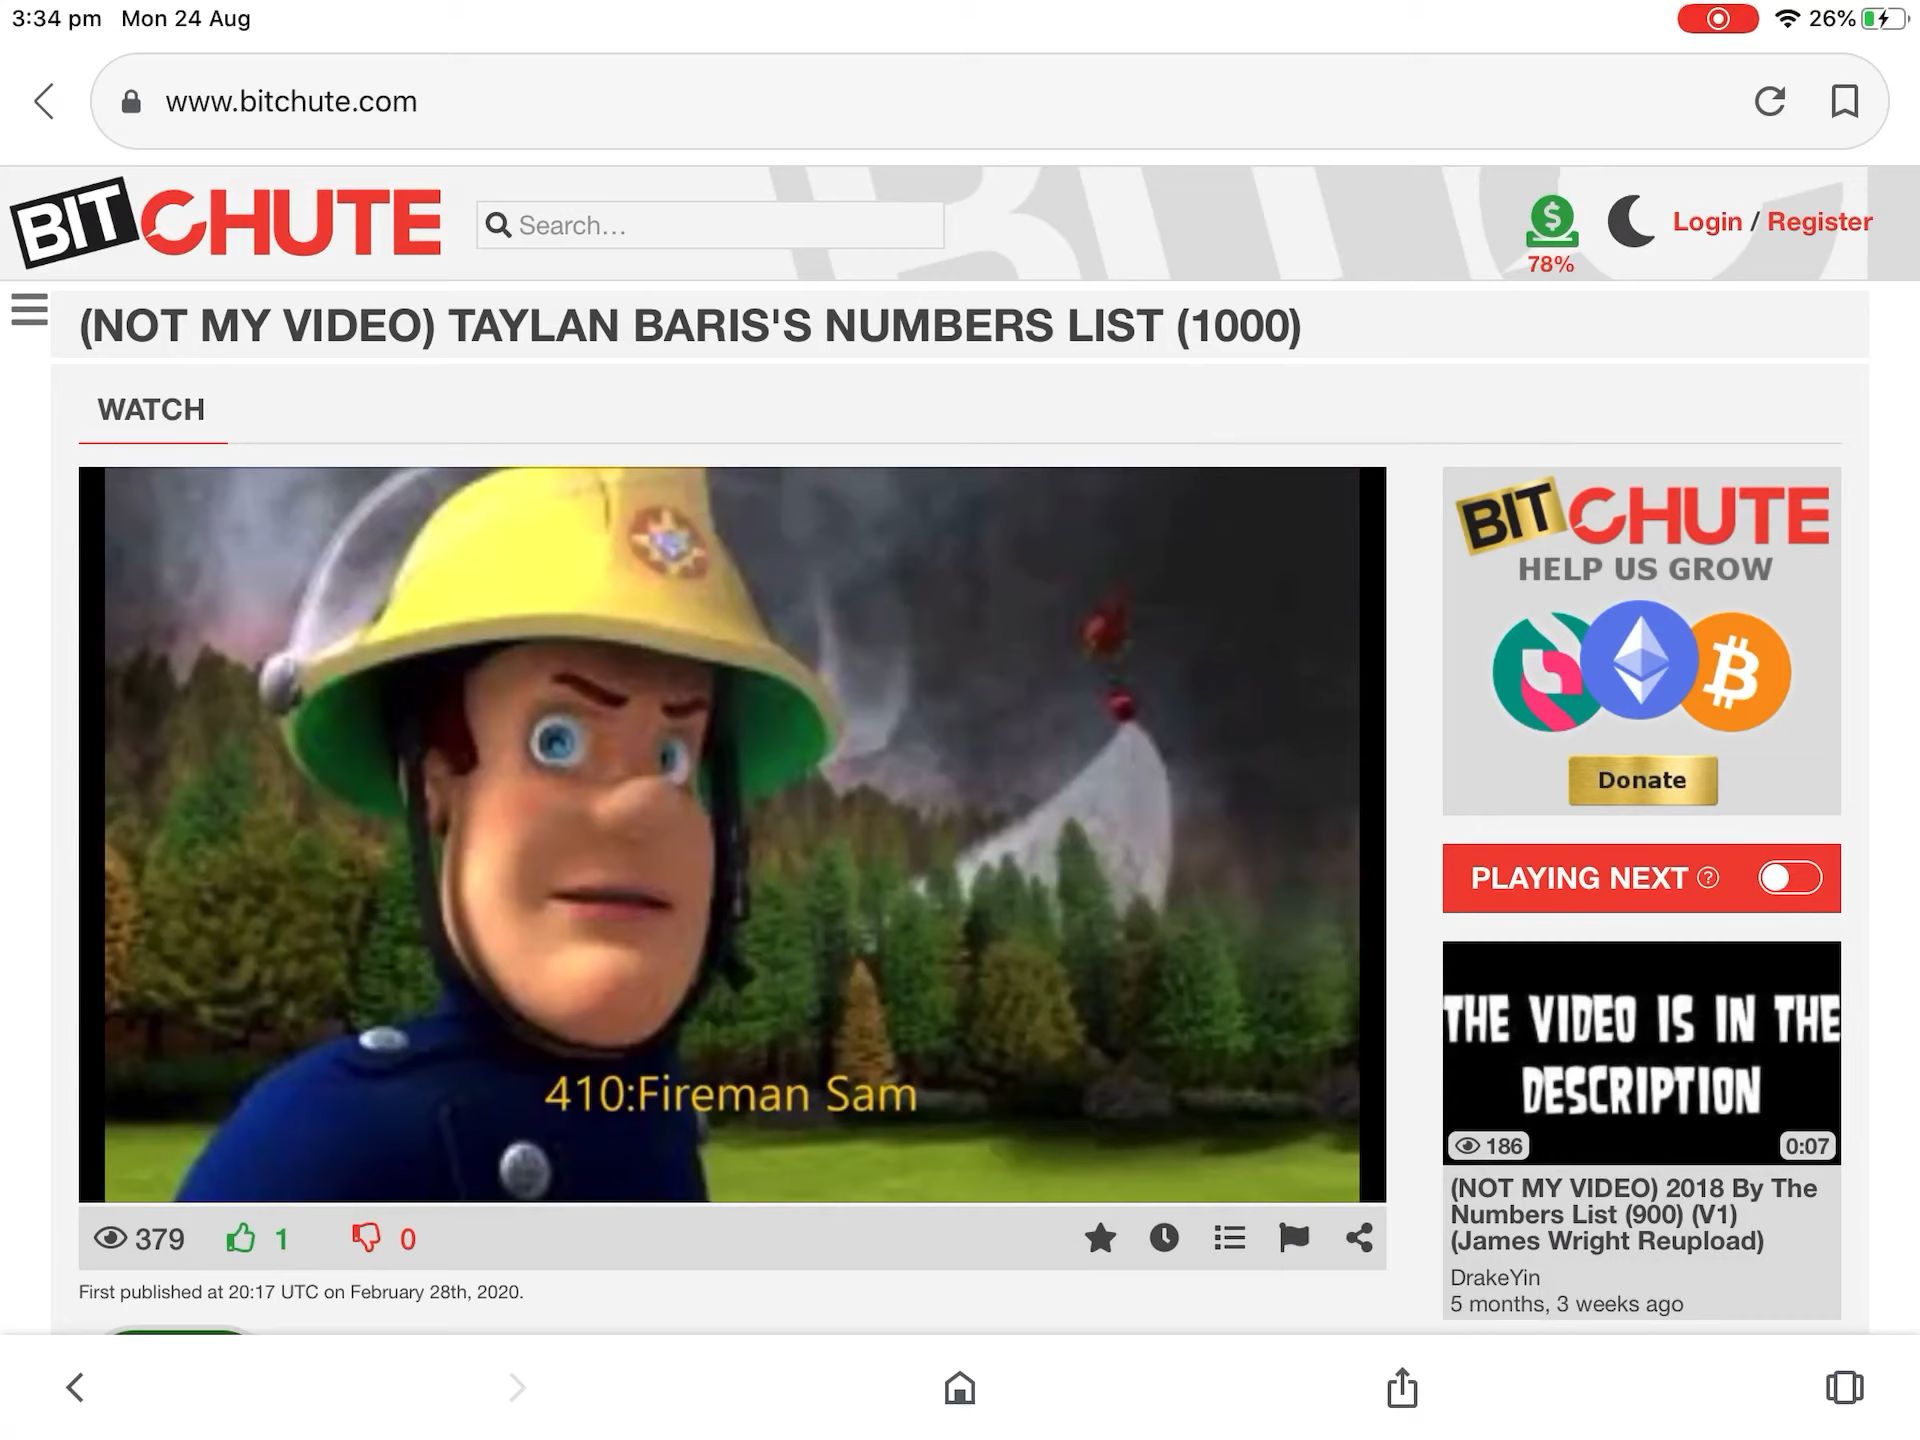 3:34 pm Mon 24 Aug
26%
www.bitchute.com
BITCHUTE
Search...
78%
Login / Register
(NOT MY VIDEO) TAYLAN BARIS'S NUMBERS LIST (1000)
WATCH
410:Fireman Sam
379 1 0
First published at 20:17 UTC on February 28th, 2020.
BITCHUTE
HELP US GROW
Donate
PLAYING NEXT ?
THE VIDEO IS IN THE
DESCRIPTION
186 0:07
(NOT MY VIDEO) 2018 By The
Numbers List (900) (V1)
(James Wright Reupload)
DrakeYin
5 months, 3 weeks ago